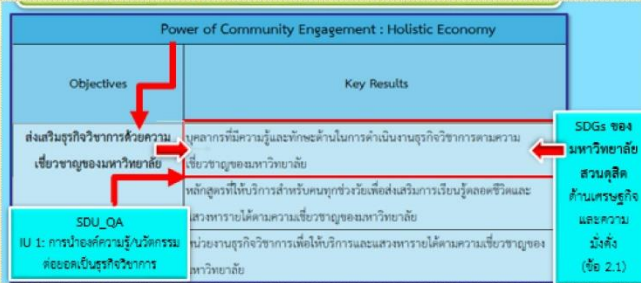 Power of Community Engagement : Holistic Economy
Objectives
Key Results
ส่งเสริมธุรกิจวิชาการด้วยความ
เชี่ยวชาญของมหาวิทยาลัย
บุคลากรที่มีความรู้และทักษะด้านในการดำเนินงานธุรกิจวิชาการตามความ
เชี่ยวชาญของมหาวิทยาลัย
หลักสูตรที่ให้บริการสำหรับคนทุกช่วงวัยเพื่อส่งเสริมการเรียนรู้ตลอดชีวิตและ
แสวงหารายได้ตามความเชี่ยวชาญของมหาวิทยาลัย
หน่วยงานธุรกิจวิชาการเพื่อให้บริการและแสวงหารายได้ตามความเชี่ยวชาญของ
มหาวิทยาลัย
SDU_QA
IU 1: การนำองค์ความรู้/นวัตกรรม
ต่อยอดเป็นธุรกิจวิชาการ
SDGs ของ
มหาวิทยาลัย
สวนดุสิต
ด้านเศรษฐกิจ
และความ
มั่งคั่ง
(ข้อ 2.1)